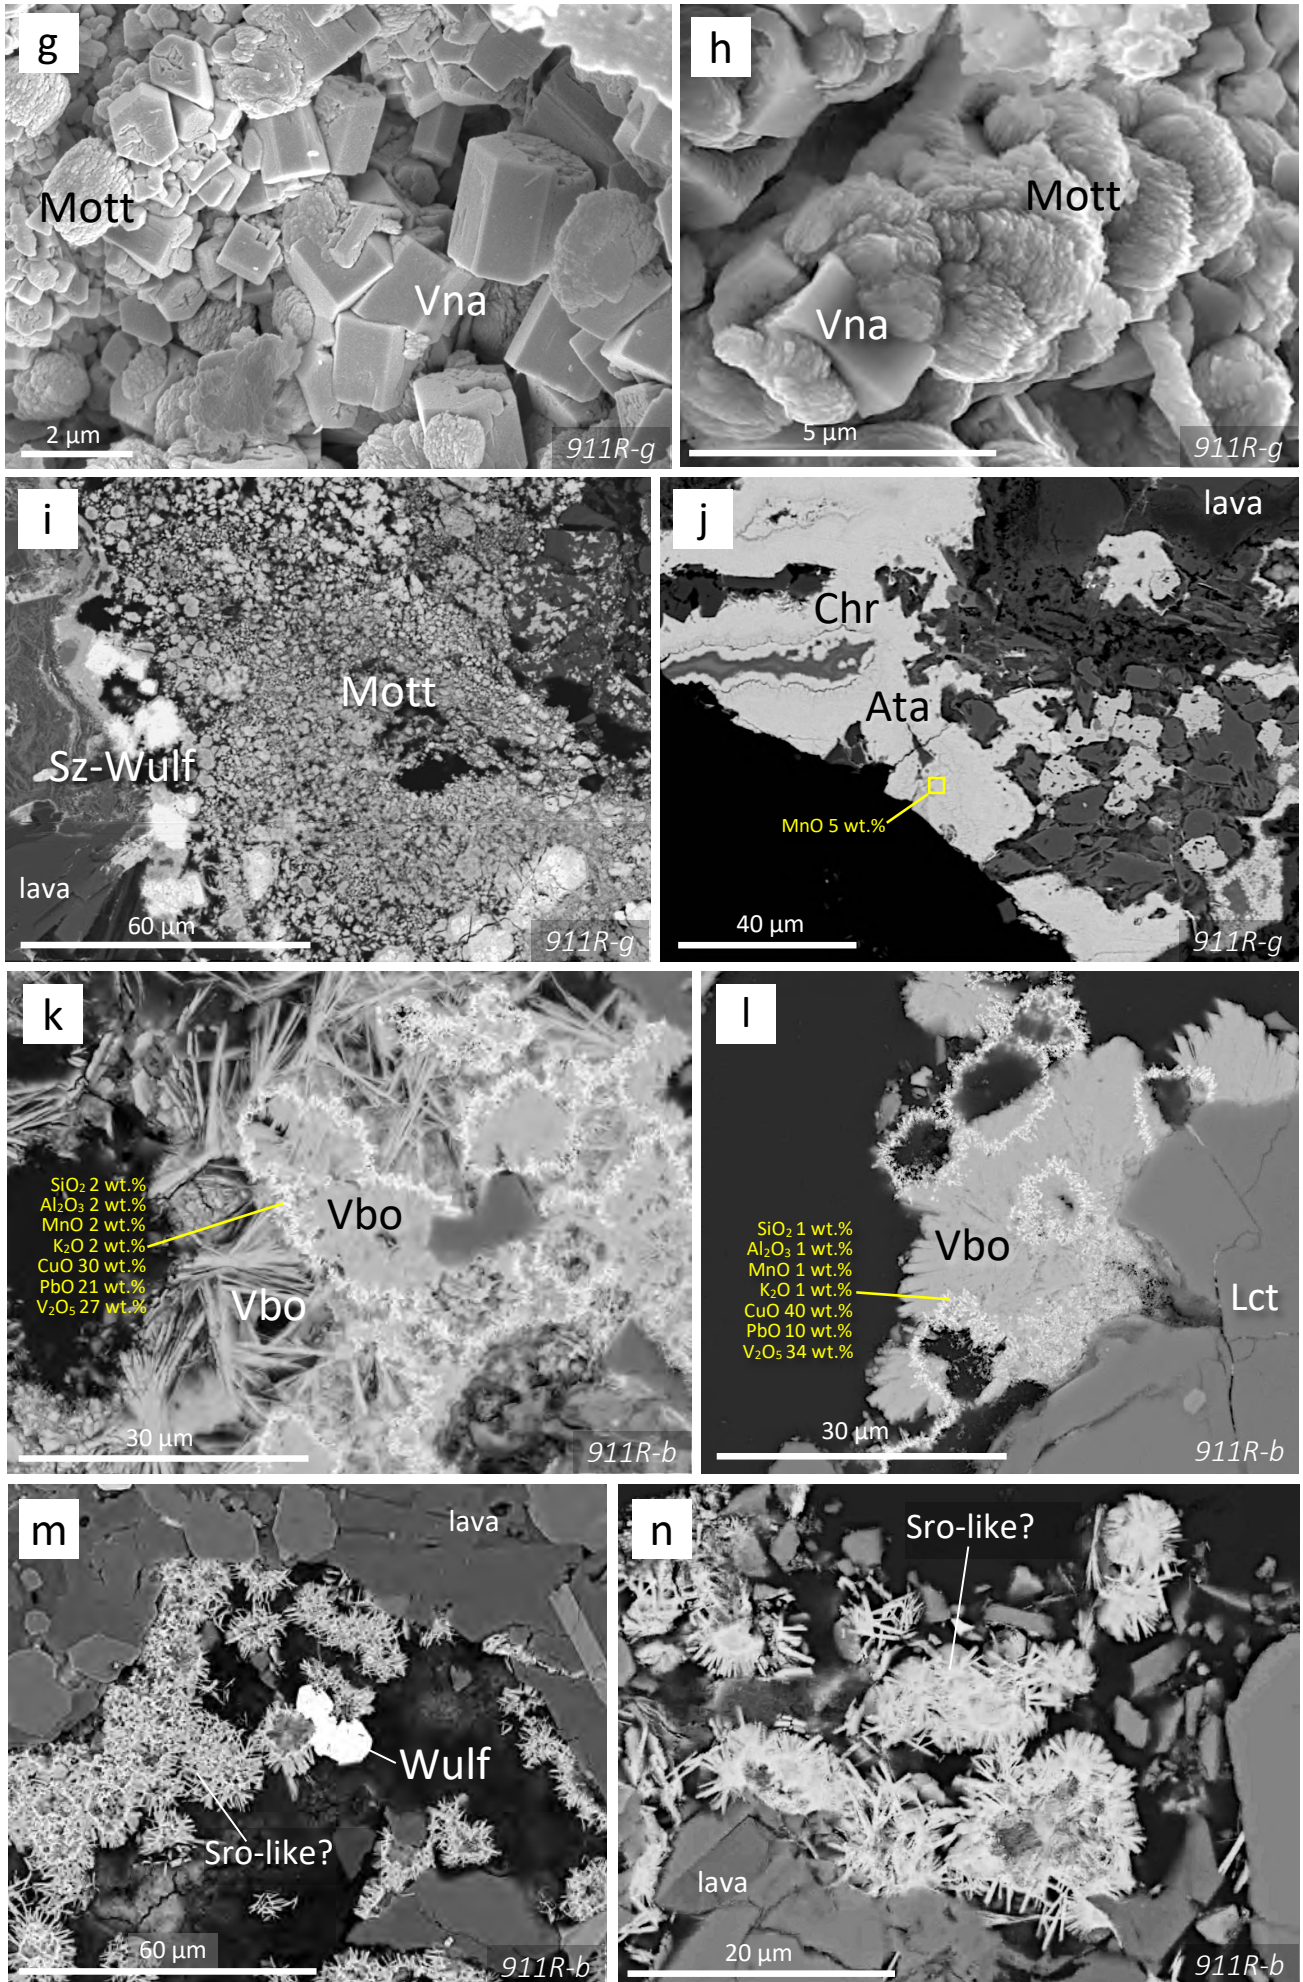 g
Mott
Vna
2 µm
911R-g
h
Mott
Vna
5 µm
911R-g
i
Mott
Sz-Wulf
lava
60 µm
911R-g
j
lava
Chr
Ata
MnO 5 wt.%
40 µm
911R-g
k
SiO₂ 2 wt.%
Al₂O₃ 2 wt.%
MnO 2 wt.%
K₂O 2 wt.%
CuO 30 wt.%
PbO 21 wt.%
V₂O₅ 27 wt.%
Vbo
Vbo
30 µm
911R-b
l
SiO₂ 1 wt.%
Al₂O₃ 1 wt.%
MnO 1 wt.%
K₂O 1 wt.%
CuO 40 wt.%
PbO 10 wt.%
V₂O₅ 34 wt.%
Vbo
Lct
30 µm
911R-b
m
lava
Wulf
Sro-like?
60 µm
911R-b
n
Sro-like?
lava
20 µm
911R-b